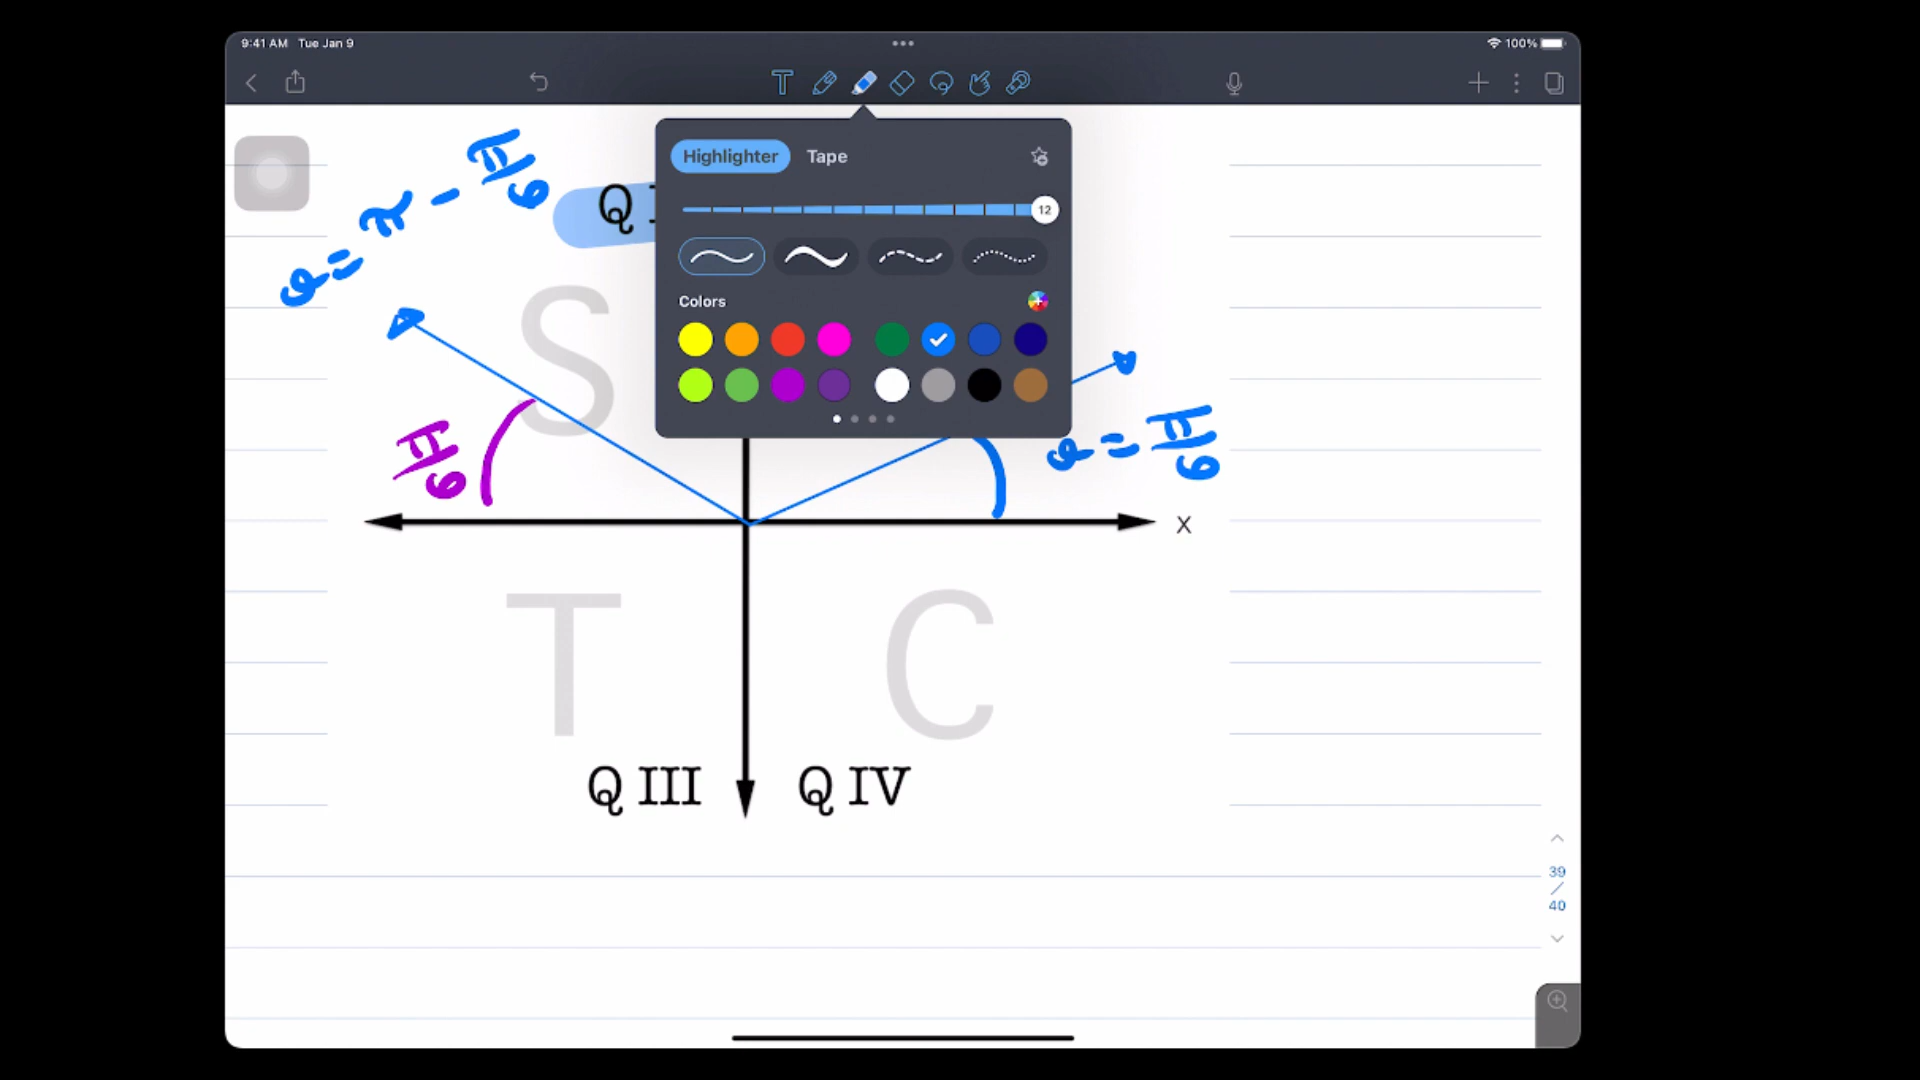 9:41 AM Tue Jan 9
100%
Highlighter Tape
12
Colors
θ = π - π/6
Q I
S
π/6
θ = π/6
x
T C
Q III Q IV
39
/
40